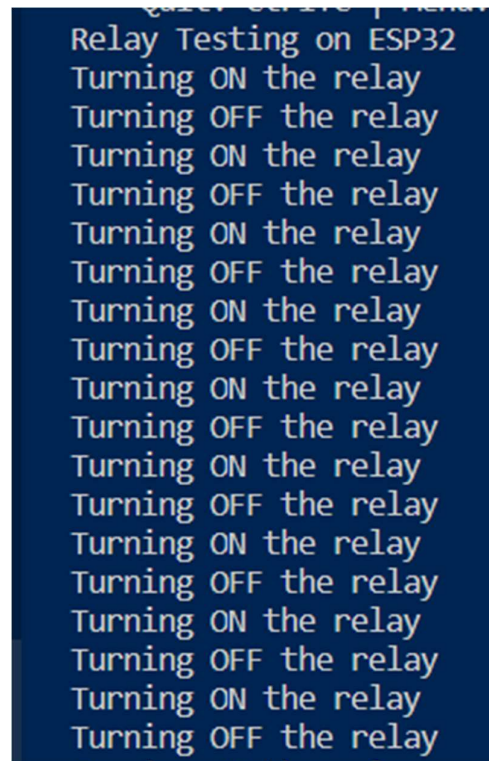 Quit: Ctrl+C | Menu:
Relay Testing on ESP32
Turning ON the relay
Turning OFF the relay
Turning ON the relay
Turning OFF the relay
Turning ON the relay
Turning OFF the relay
Turning ON the relay
Turning OFF the relay
Turning ON the relay
Turning OFF the relay
Turning ON the relay
Turning OFF the relay
Turning ON the relay
Turning OFF the relay
Turning ON the relay
Turning OFF the relay
Turning ON the relay
Turning OFF the relay